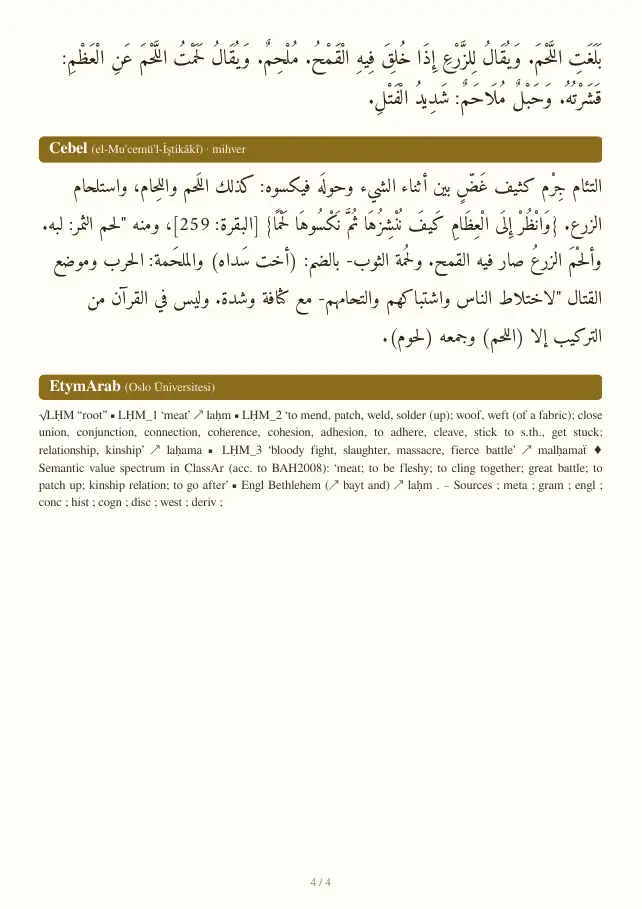 بَلَغَتِ اللَّحْمَ. وَيُقَالُ لِلزَّرْعِ إِذَا خُلِقَ فِيهِ الْقَمْحُ. مُلْحِمٌ. وَيُقَالُ لَحَمْتُ اللَّحْمَ عَنِ الْعَظْمِ:
قَشَرْتُهُ. وَحَبْلٌ مُلَاحَمٌ: شَدِيدُ الْفَتْلِ.
Cebel (el-Mu'cemü'l-İştikâkî) · mihver
التئام جِرْم كثيف غَضٍّ بين أثناء الشيء وحولَه فيكسوه: كذلك اللَحم واللِحام، واستلحام
الزرع. {وَانْظُرْ إِلَى الْعِظَامِ كَيفَ نُنْشِزُهَا ثُمَّ نَكْسُوهَا لَحْمًا} [البقرة: 259]، ومنه "لحم الثمر: لبه.
وألحْمَ الزرعُ صار فيه القمح. ولحُمة الثوب- بالضم: (أخت سَداه) والملحَمة: الحرب وموضع
القتال "لاختلاط الناس واشتباكهم والتحامهم- مع كثافة وشدة. وليس في القرآن من
التركيب إلا (اللحم) وجمعه (لحوم).
EtymArab (Oslo Üniversitesi)
√LḤM “root” ▪ LḤM_1 ‘meat’ ↗ laḥm ▪ LḤM_2 ‘to mend, patch, weld, solder (up); woof, weft (of a fabric); close
union, conjunction, connection, coherence, cohesion, adhesion, to adhere, cleave, stick to s.th., get stuck;
relationship, kinship’ ↗ laḥama ▪ LḤM_3 ‘bloody fight, slaughter, massacre, fierce battle’ ↗ malḥamaẗ ♦
Semantic value spectrum in ClassAr (acc. to BAH2008): ‘meat; to be fleshy; to cling together; great battle; to
patch up; kinship relation; to go after’ ▪ Engl Bethlehem (↗ bayt and) ↗ laḥm . – Sources ; meta ; gram ; engl ;
conc ; hist ; cogn ; disc ; west ; deriv ;
4 / 4